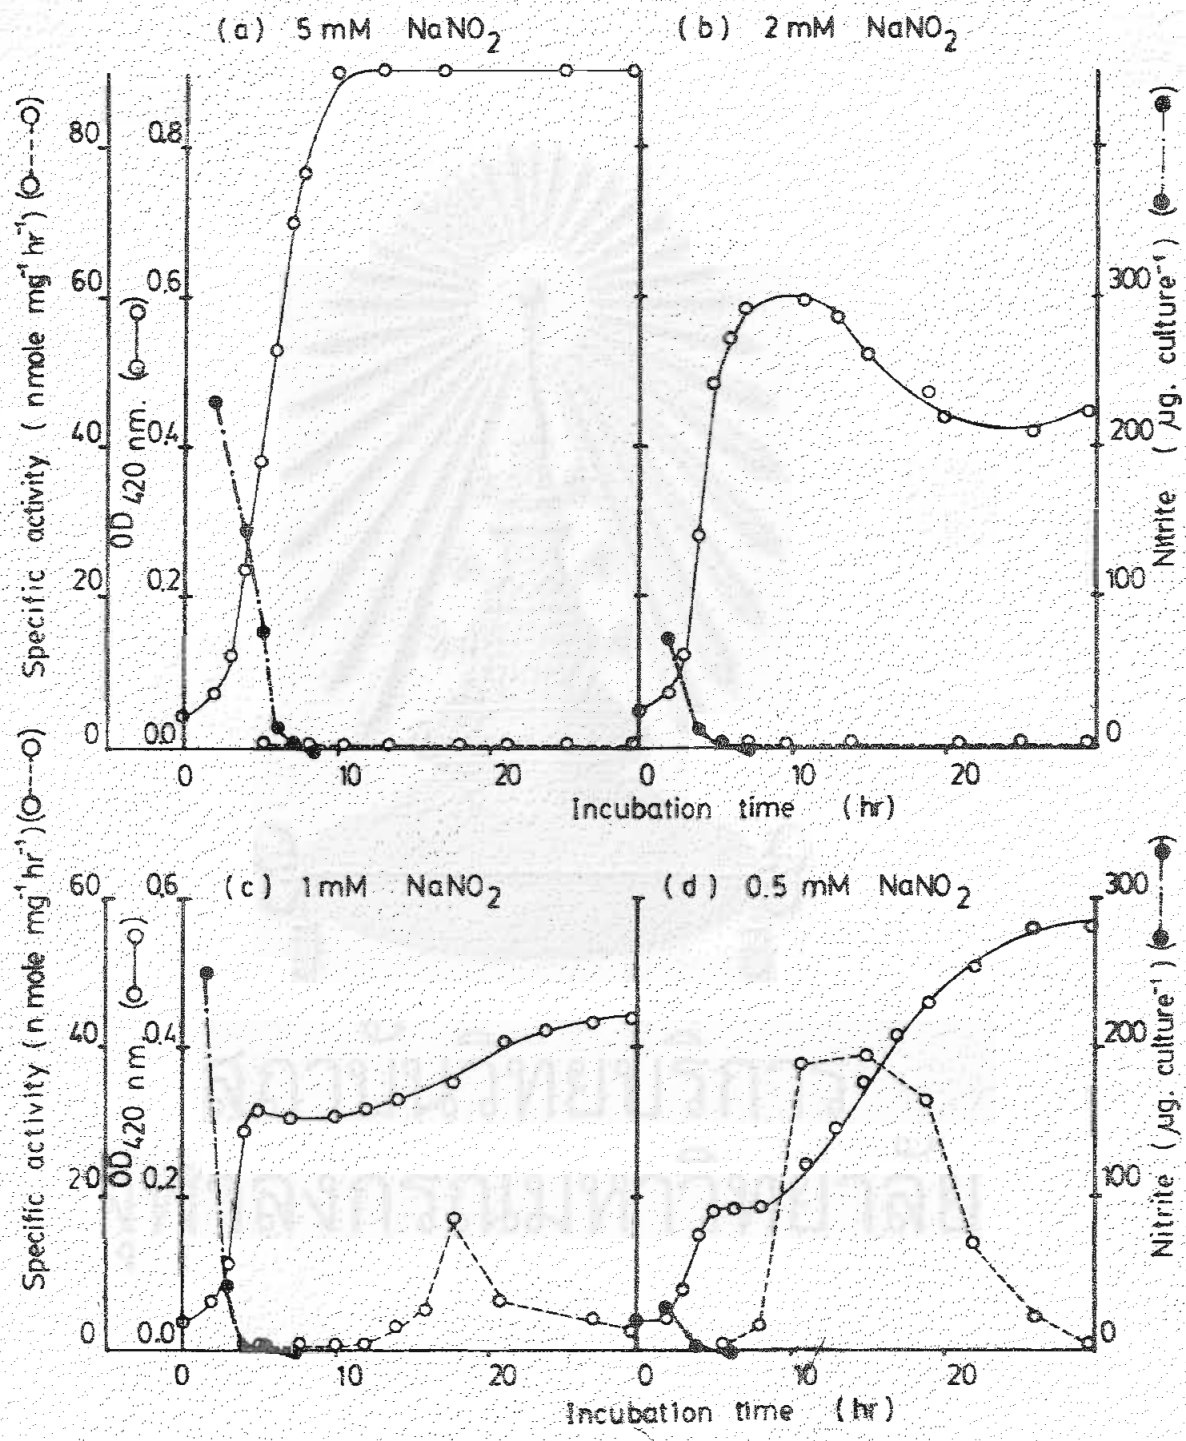 (a) 5 mM NaNO2
(b) 2 mM NaNO2
Specific activity ( nmole mg-1 hr-1 ) (O----O)
80
60
40
20
0
OD420 nm. (O—O)
0.8
0.6
0.4
0.2
0.0
300
200
100
0
Nitrite ( µg. culture-1 ) (●—·—●)
0 10 20 0 10 20
Incubation time (hr)
(c) 1 mM NaNO2
(d) 0.5 mM NaNO2
Specific activity ( n mole mg-1 hr-1 ) (O---O)
60
40
20
0
OD420 nm. (O—O)
0.6
0.4
0.2
0.0
300
200
100
0
Nitrite ( µg. culture-1 ) (●----●)
0 10 20 0 10 20
Incubation time (hr)